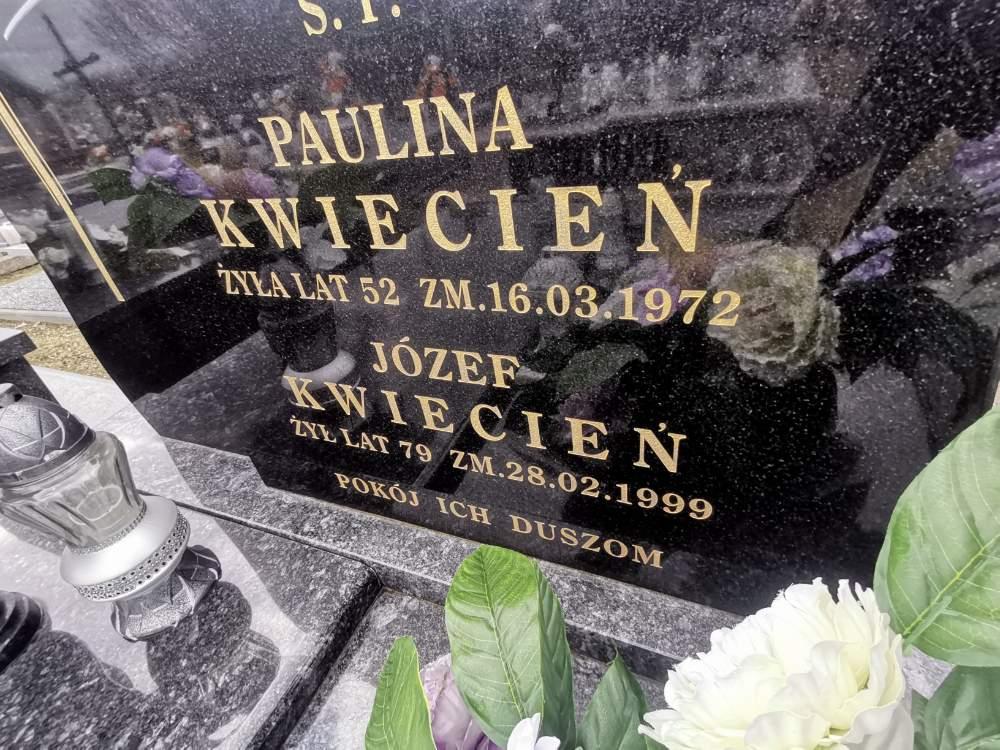 Ś.P.
PAULINA
KWIECIEŃ
ŻYŁA LAT 52 ZM.16.03.1972
JÓZEF
KWIECIEŃ
ŻYŁ LAT 79 ZM.28.02.1999
POKÓJ ICH DUSZOM